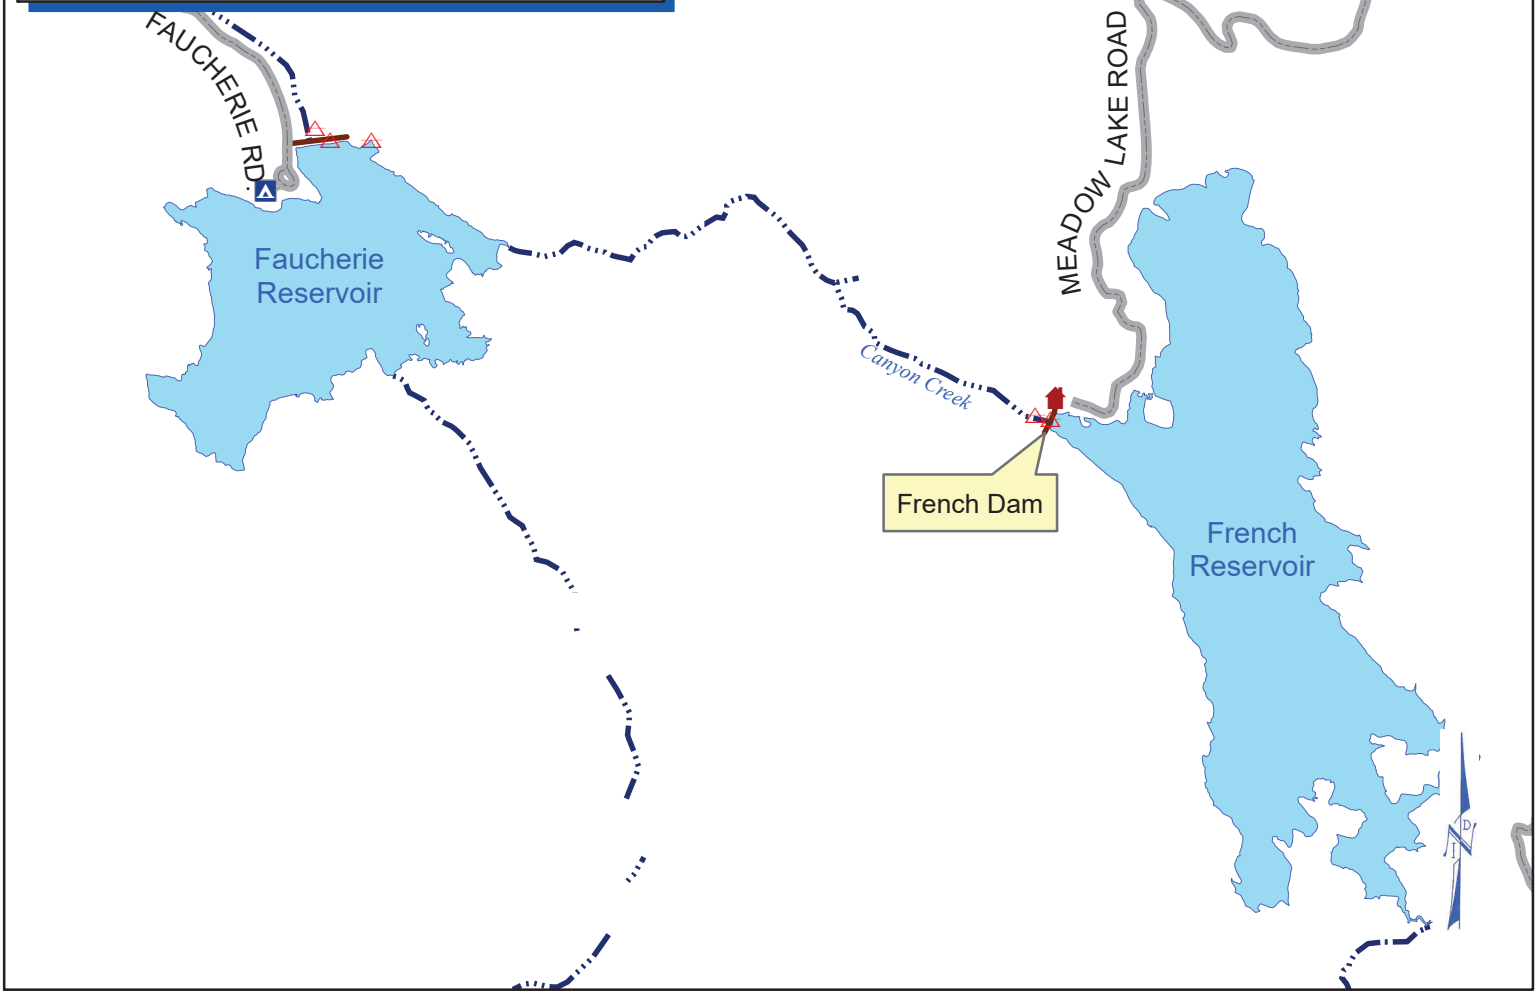 FAUCHERIE RD.
MEADOW LAKE ROAD
Faucherie
Reservoir
Canyon Creek
French Dam
French
Reservoir
N
I
D